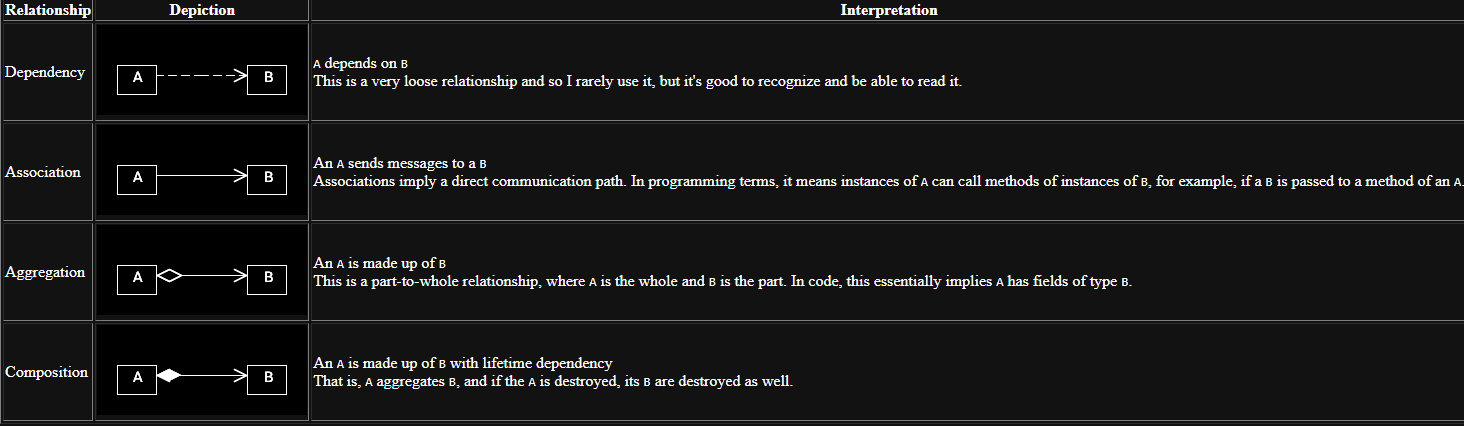 Relationship Depiction Interpretation
Dependency
A B
A depends on B
This is a very loose relationship and so I rarely use it, but it's good to recognize and be able to read it.
Association
A B
An A sends messages to a B
Associations imply a direct communication path. In programming terms, it means instances of A can call methods of instances of B, for example, if a B is passed to a method of an A.
Aggregation
A B
An A is made up of B
This is a part-to-whole relationship, where A is the whole and B is the part. In code, this essentially implies A has fields of type B.
Composition
A B
An A is made up of B with lifetime dependency
That is, A aggregates B, and if the A is destroyed, its B are destroyed as well.